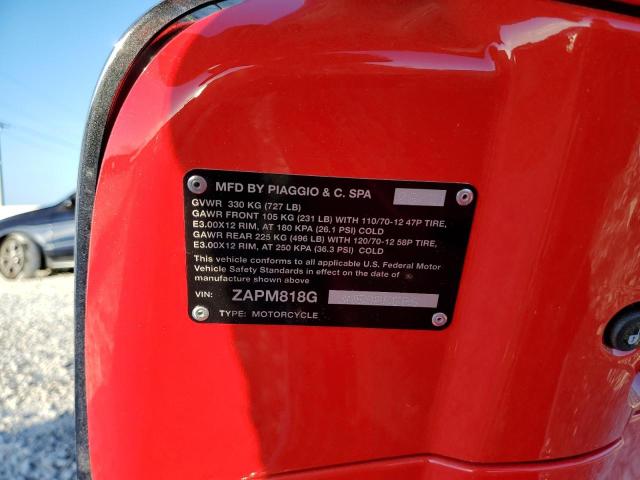 MFD BY PIAGGIO & C. SPA
GVWR 330 KG (727 LB)
GAWR FRONT 105 KG (231 LB) WITH 110/70-12 47P TIRE,
E3.00X12 RIM, AT 180 KPA (26.1 PSI) COLD
GAWR REAR 225 KG (496 LB) WITH 120/70-12 58P TIRE,
E3.00X12 RIM, AT 250 KPA (36.3 PSI) COLD
This vehicle conforms to all applicable U.S. Federal Motor
Vehicle Safety Standards in effect on the date of
manufacture shown above
VIN: ZAPM818G
TYPE: MOTORCYCLE